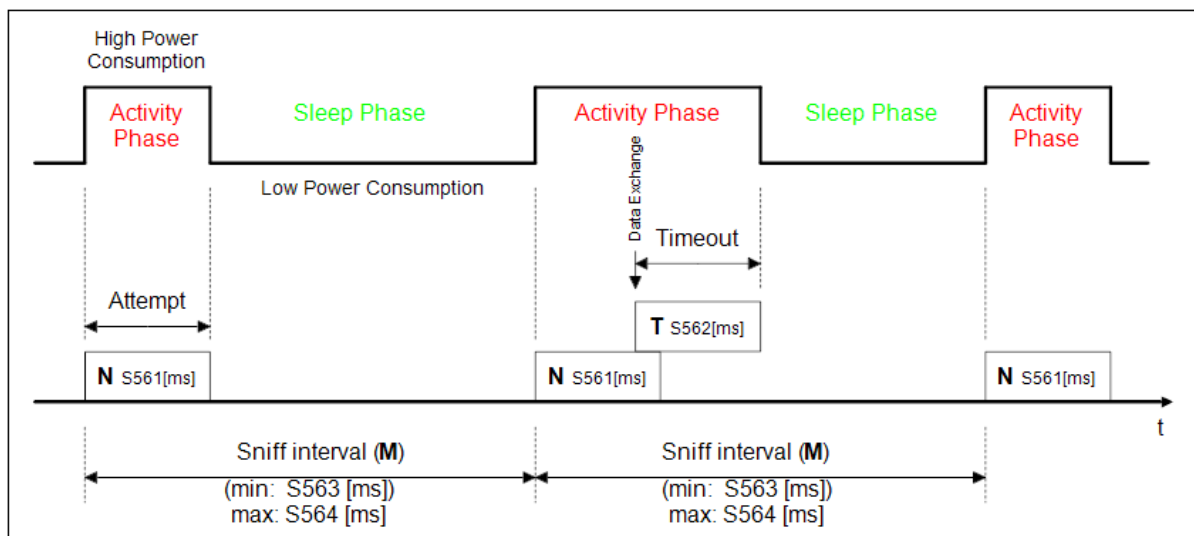 High Power
Consumption
Activity
Phase
Sleep Phase
Activity Phase
Sleep Phase
Activity
Phase
Low Power Consumption
Data Exchange
Timeout
Attempt
T S562[ms]
N S561[ms]
N S561[ms]
N S561[ms]
t
Sniff interval (M)
(min: S563 [ms])
max: S564 [ms]
Sniff interval (M)
(min: S563 [ms])
max: S564 [ms]